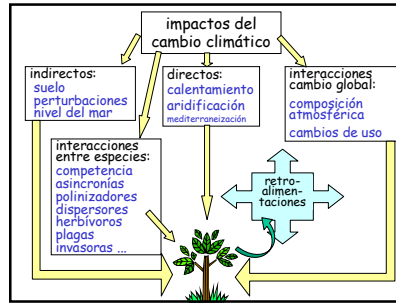 impactos del
cambio climático
indirectos:
suelo
perturbaciones
nivel del mar
directos:
calentamiento
aridificación
mediterraneización
interacciones
cambio global:
composición
atmosférica
cambios de uso
interacciones
entre especies:
competencia
asincronías
polinizadores
dispersores
herbívoros
plagas
invasoras ...
retro-
alimen-
taciones